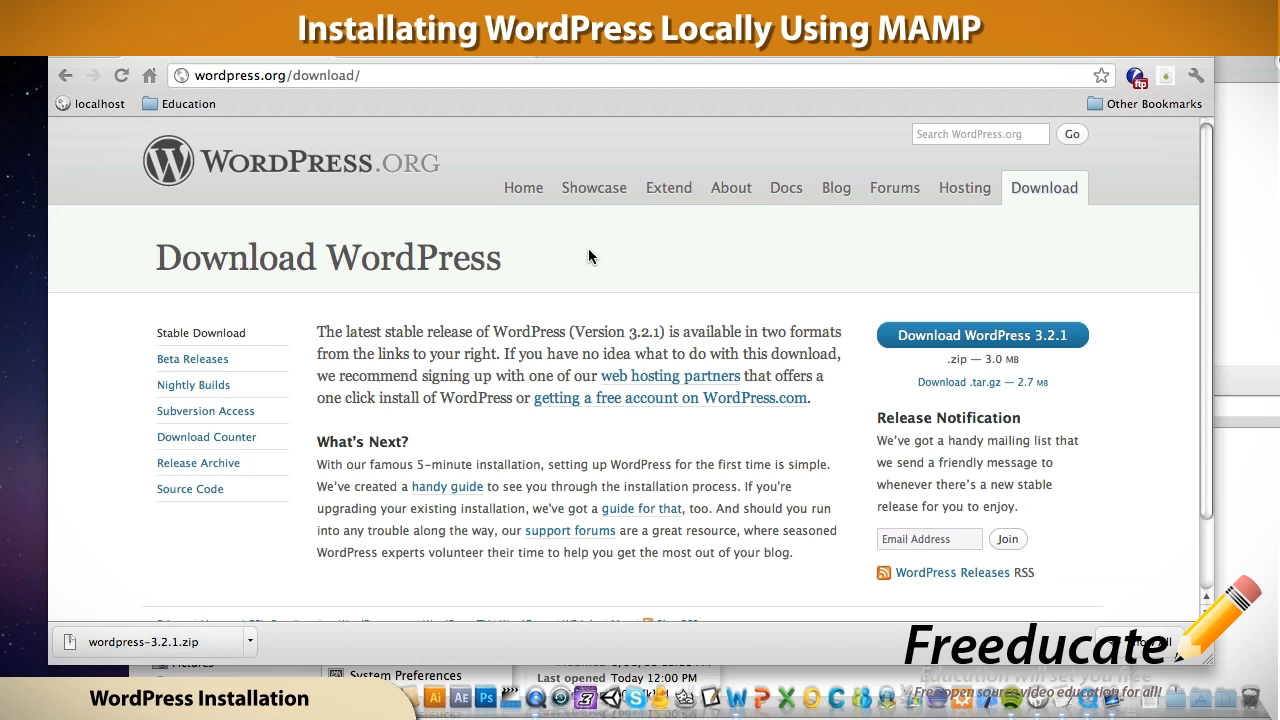 Installating WordPress Locally Using MAMP
wordpress.org/download/
ftp
localhost
Education
Other Bookmarks
Search WordPress.org
Go
WORDPRESS.ORG
Home
Showcase
Extend
About
Docs
Blog
Forums
Hosting
Download
Download WordPress
Stable Download
Beta Releases
Nightly Builds
Subversion Access
Download Counter
Release Archive
Source Code
The latest stable release of WordPress (Version 3.2.1) is available in two formats
from the links to your right. If you have no idea what to do with this download,
we recommend signing up with one of our web hosting partners that offers a
one click install of WordPress or getting a free account on WordPress.com.
What's Next?
With our famous 5-minute installation, setting up WordPress for the first time is simple.
We've created a handy guide to see you through the installation process. If you're
upgrading your existing installation, we've got a guide for that, too. And should you run
into any trouble along the way, our support forums are a great resource, where seasoned
WordPress experts volunteer their time to help you get the most out of your blog.
Download WordPress 3.2.1
.zip — 3.0 MB
Download .tar.gz — 2.7 MB
Release Notification
We've got a handy mailing list that
we send a friendly message to
whenever there's a new stable
release for you to enjoy.
Email Address
Join
WordPress Releases RSS
wordpress-3.2.1.zip
Freeducate
Pictures
System Preferences
Last opened Today 12:00 PM
Education will set you free
Free open source video education for all!
WordPress Installation
Ai
AE
Ps